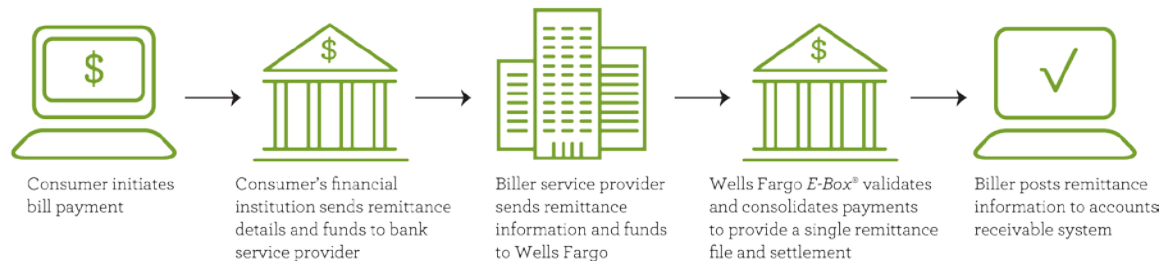 $
$
$
√
Consumer initiates
bill payment
Consumer's financial
institution sends remittance
details and funds to bank
service provider
Biller service provider
sends remittance
information and funds
to Wells Fargo
Wells Fargo E-Box® validates
and consolidates payments
to provide a single remittance
file and settlement
Biller posts remittance
information to accounts
receivable system